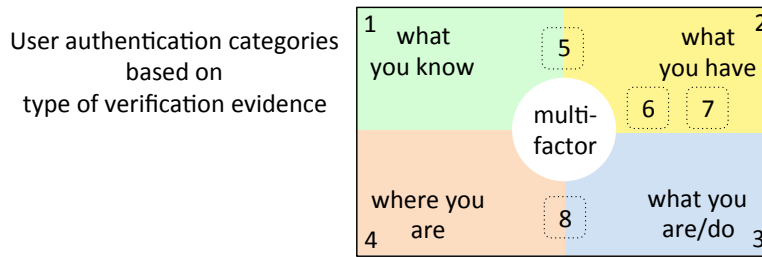 User authentication categories
based on
type of verification evidence
1
what
you know
5
2
what
you have
6
7
multi-
factor
where you
are
4
8
what you
are/do
3